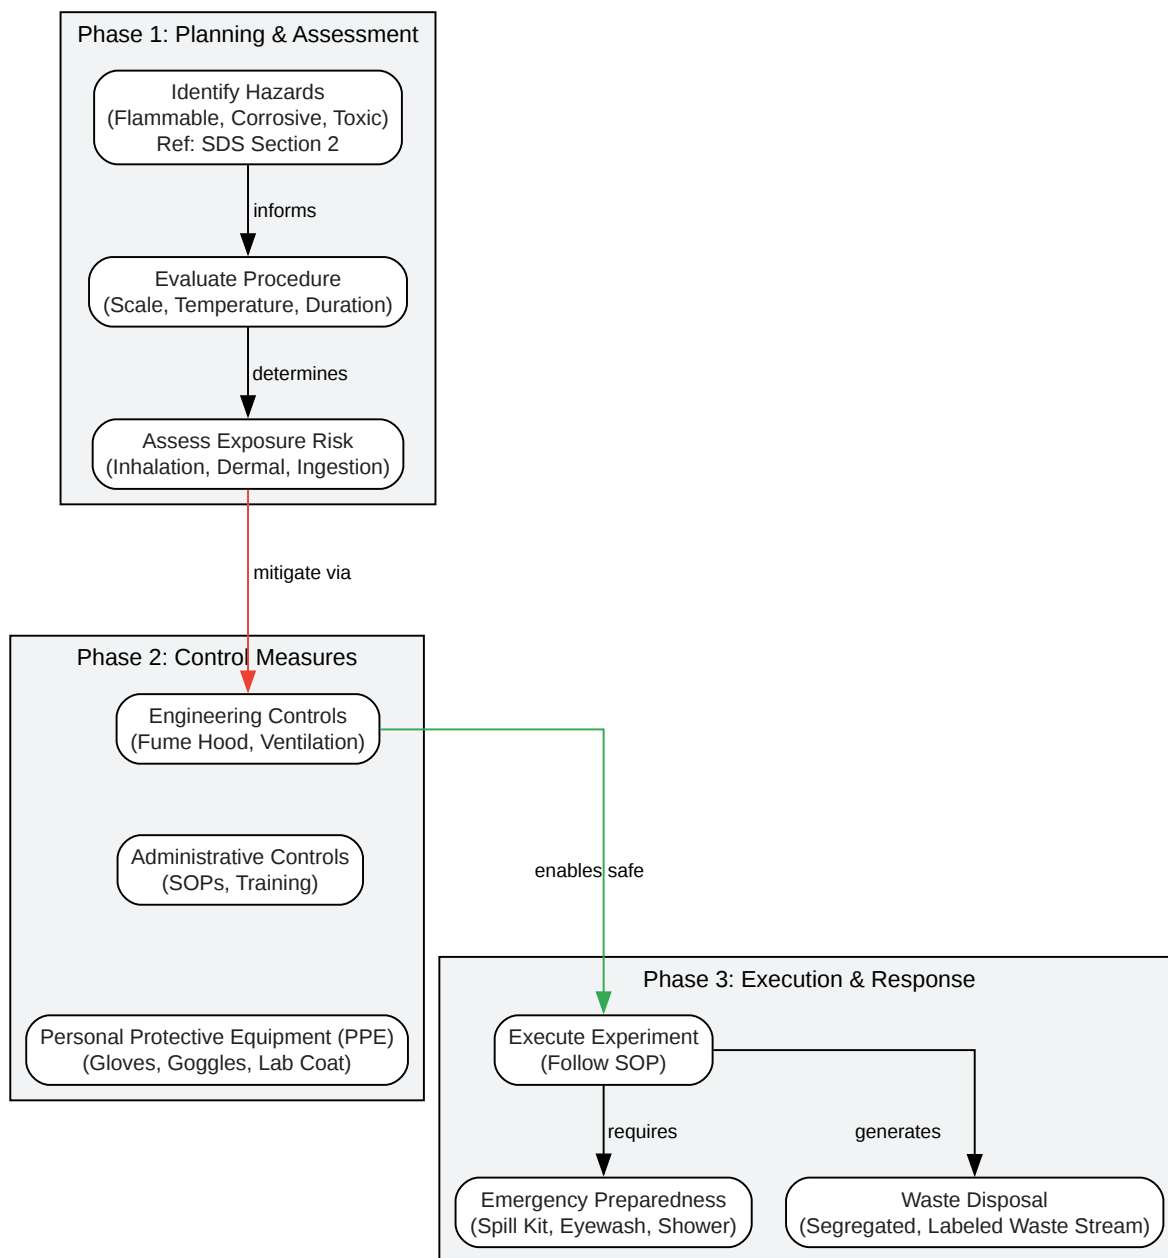 Phase 1: Planning & Assessment
Identify Hazards
(Flammable, Corrosive, Toxic)
Ref: SDS Section 2
informs
Evaluate Procedure
(Scale, Temperature, Duration)
determines
Assess Exposure Risk
(Inhalation, Dermal, Ingestion)
mitigate via
Phase 2: Control Measures
Engineering Controls
(Fume Hood, Ventilation)
Administrative Controls
(SOPs, Training)
enables safe
Personal Protective Equipment (PPE)
(Gloves, Goggles, Lab Coat)
Phase 3: Execution & Response
Execute Experiment
(Follow SOP)
requires
generates
Emergency Preparedness
(Spill Kit, Eyewash, Shower)
Waste Disposal
(Segregated, Labeled Waste Stream)